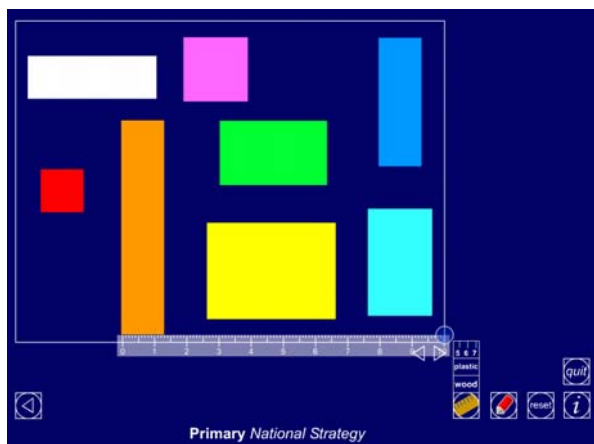 0 1 2 3 4 5 6 7 8 9
5 6 7
plastic
wood
quit
reset
i
Primary National Strategy